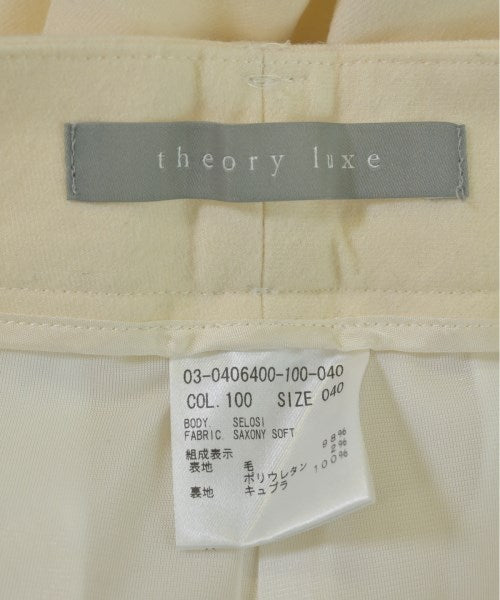 theory luxe
03-0406400-100-040
COL. 100 SIZE 040
BODY SELOSI
FABRIC SAXONY SOFT
組成表示
表地 毛 98%
ポリウレタン 2%
裏地 キュプラ 100%